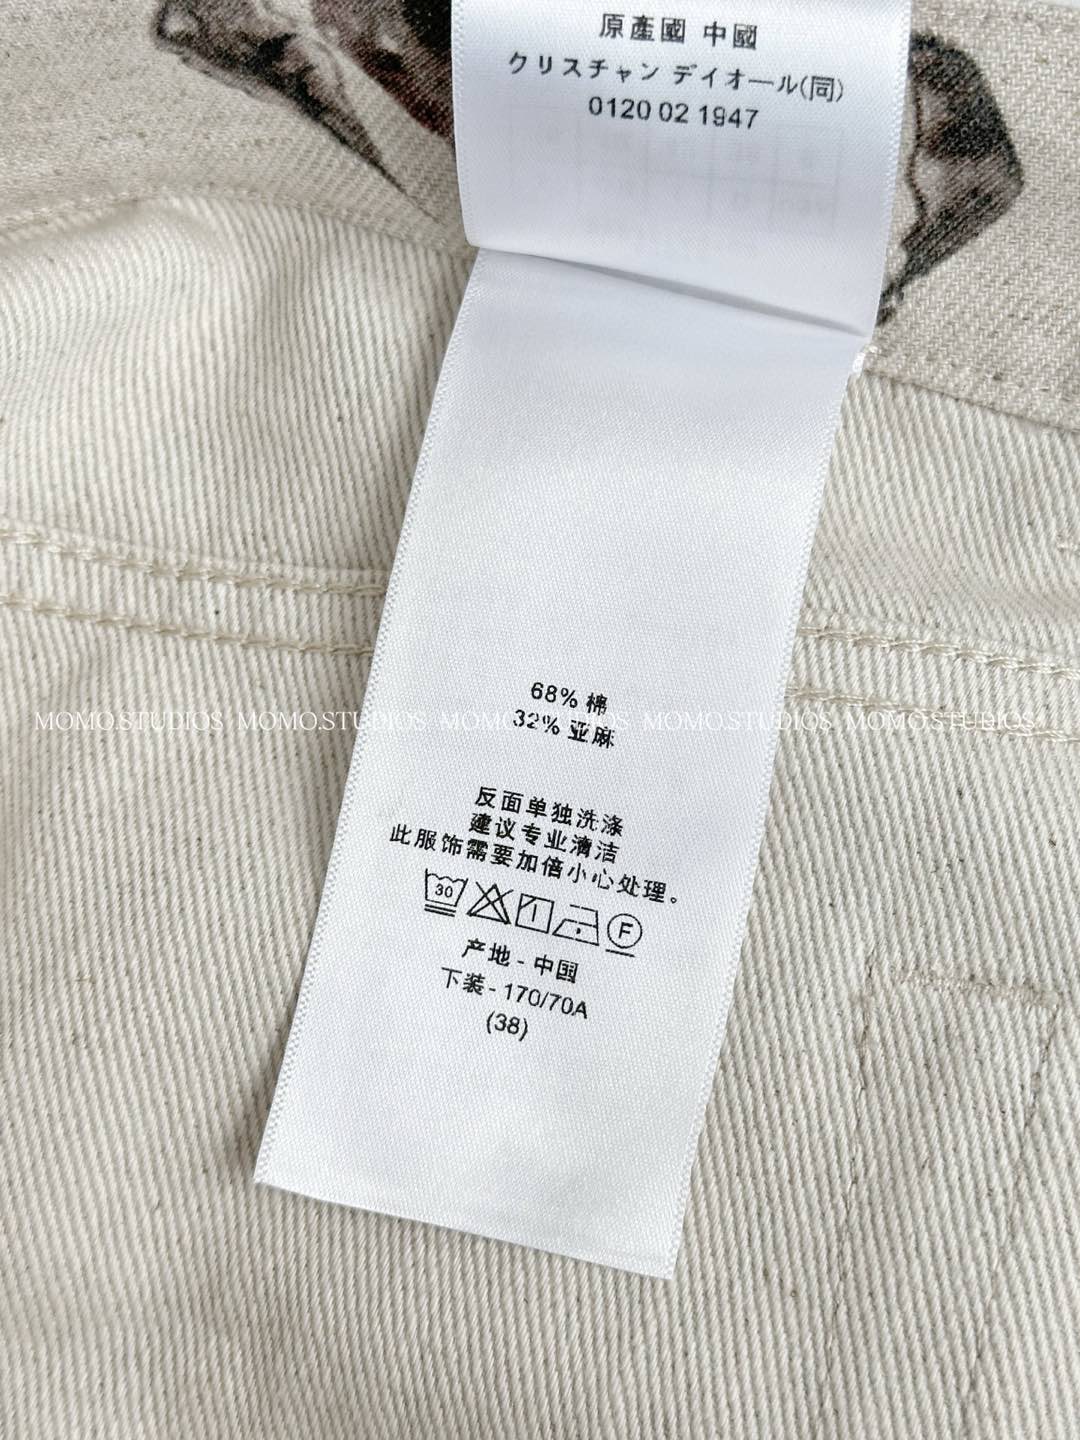 原產國 中國
クリスチャン ディオール(同)
0120 02 1947
68% 棉
MOMO.STUDIOS MOMO.STUDIOS MOMO.STUDIOS MOMO.STUDIOS MOMO.STUDIOS
32% 亚麻
反面单独洗涤
建议专业清洁
此服饰需要加倍小心处理。
30
F
产地 - 中国
下装 - 170/70A
(38)